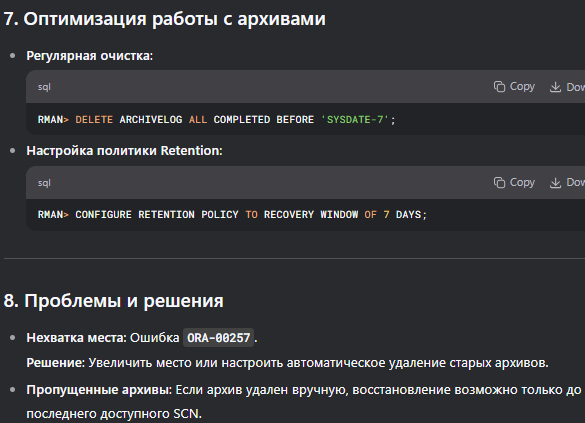 7. Оптимизация работы с архивами
Регулярная очистка:
sql
Copy
Dow
RMAN> DELETE ARCHIVELOG ALL COMPLETED BEFORE 'SYSDATE-7';
Настройка политики Retention:
sql
Copy
Dow
RMAN> CONFIGURE RETENTION POLICY TO RECOVERY WINDOW OF 7 DAYS;
8. Проблемы и решения
Нехватка места: Ошибка ORA-00257.
Решение: Увеличить место или настроить автоматическое удаление старых архивов.
Пропущенные архивы: Если архив удален вручную, восстановление возможно только до
последнего доступного SCN.